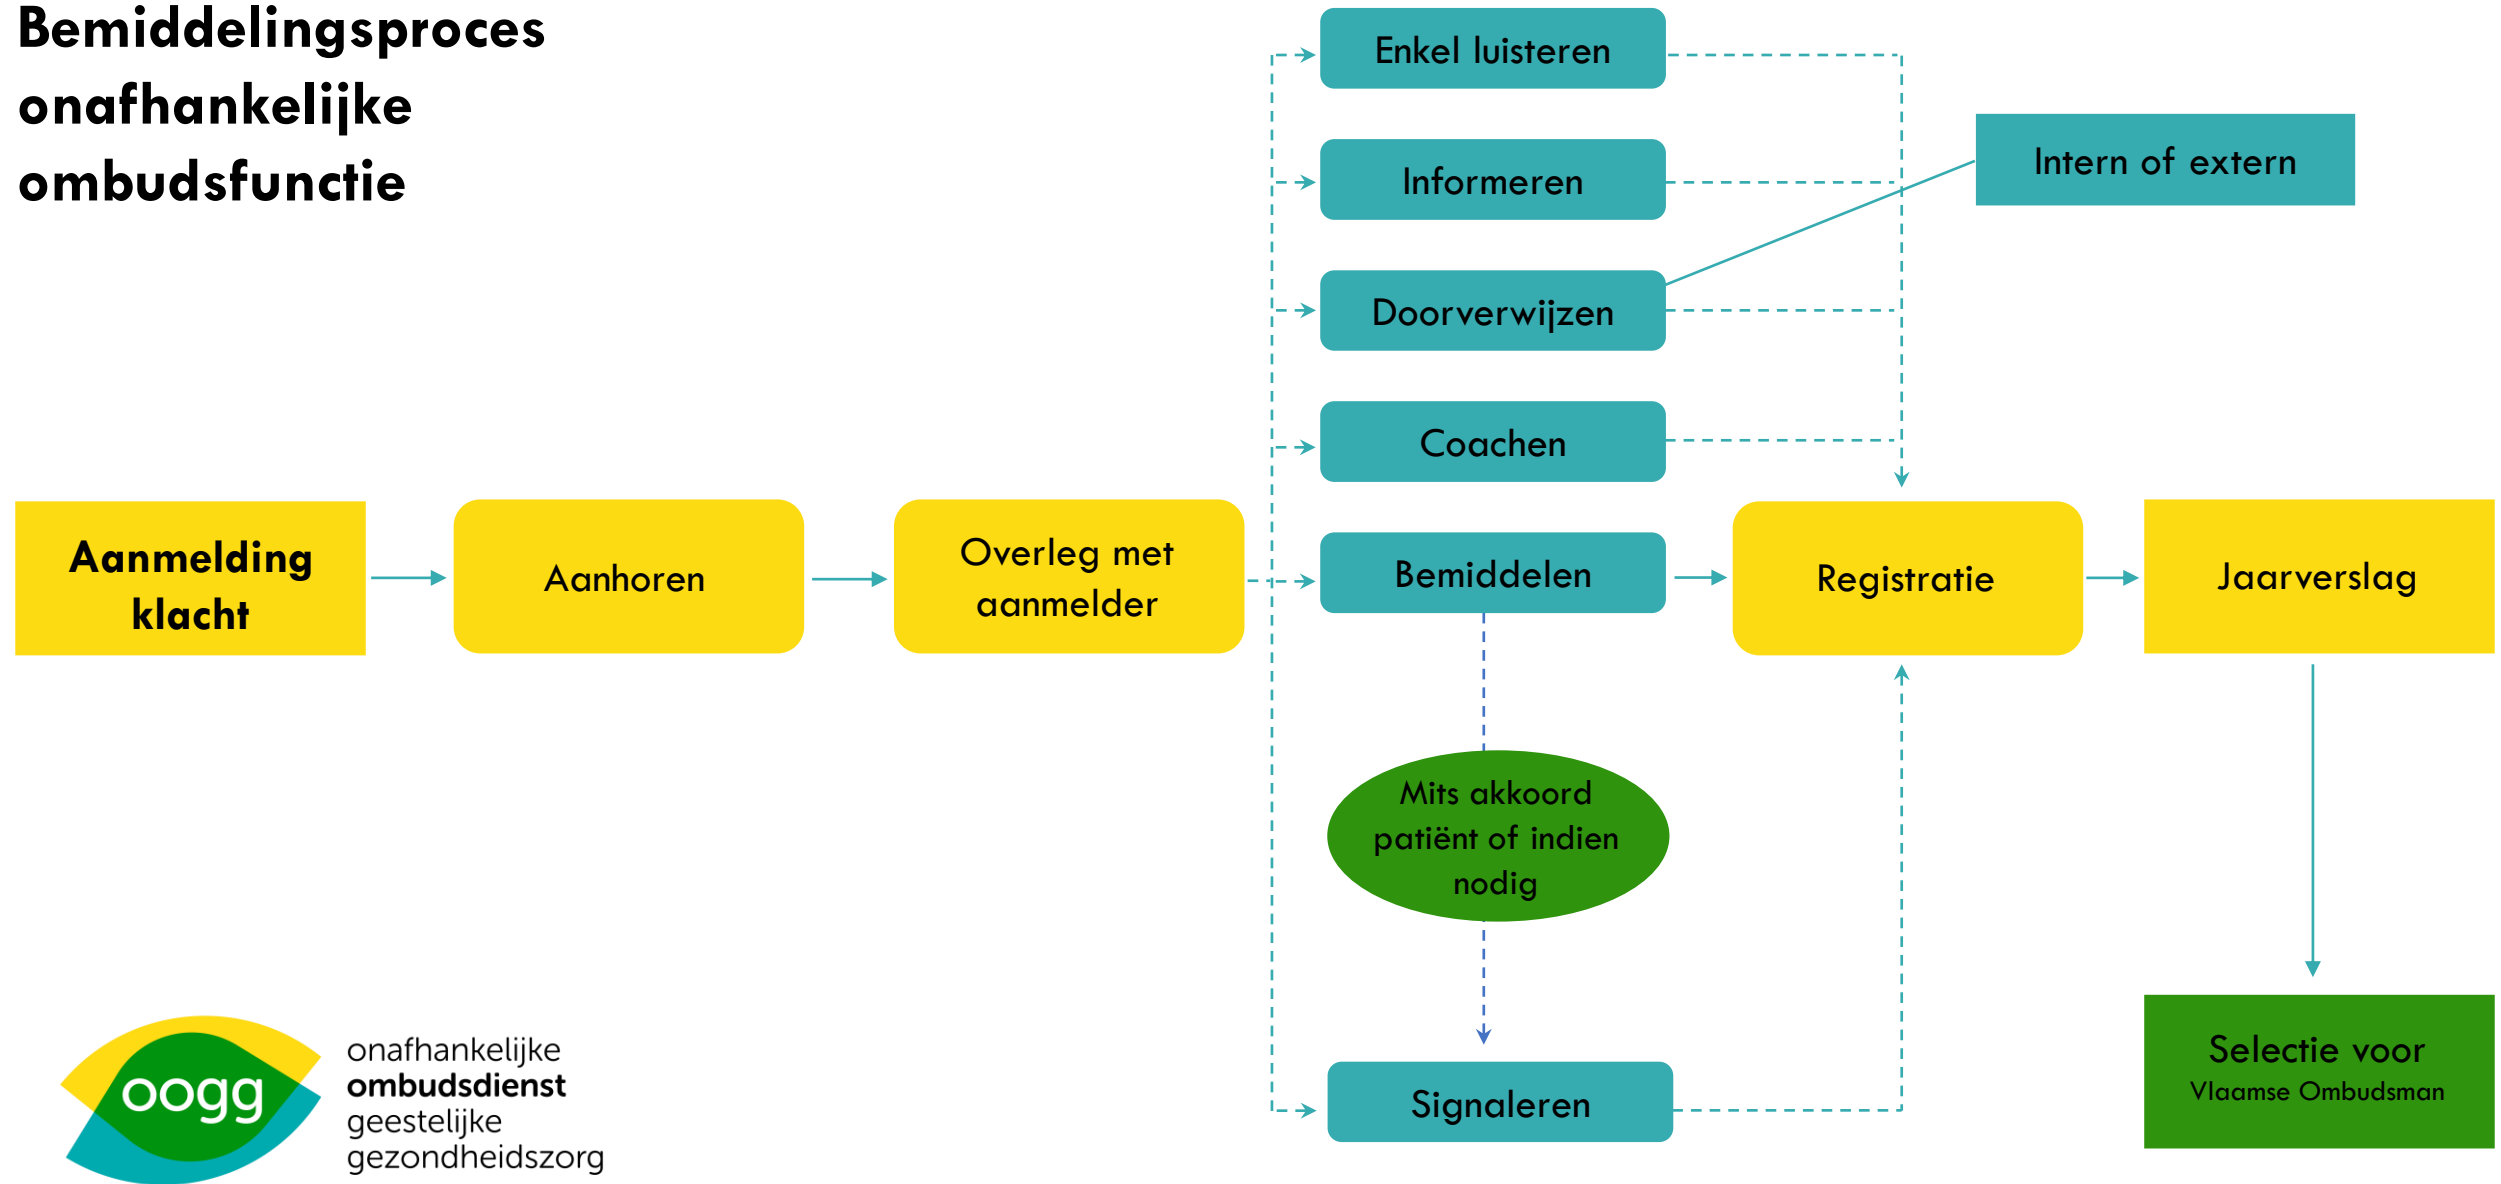 Bemiddelingsproces
onafhankelijke
ombudsfunctie
Enkel luisteren
Informeren
Intern of extern
Doorverwijzen
Coachen
Aanmelding
klacht
Aanhoren
Overleg met
aanmelder
Bemiddelen
Registratie
Jaarverslag
Mits akkoord
patiënt of indien
nodig
Signaleren
Selectie voor
Vlaamse Ombudsman
oogg
onafhankelijke
ombudsdienst
geestelijke
gezondheidszorg